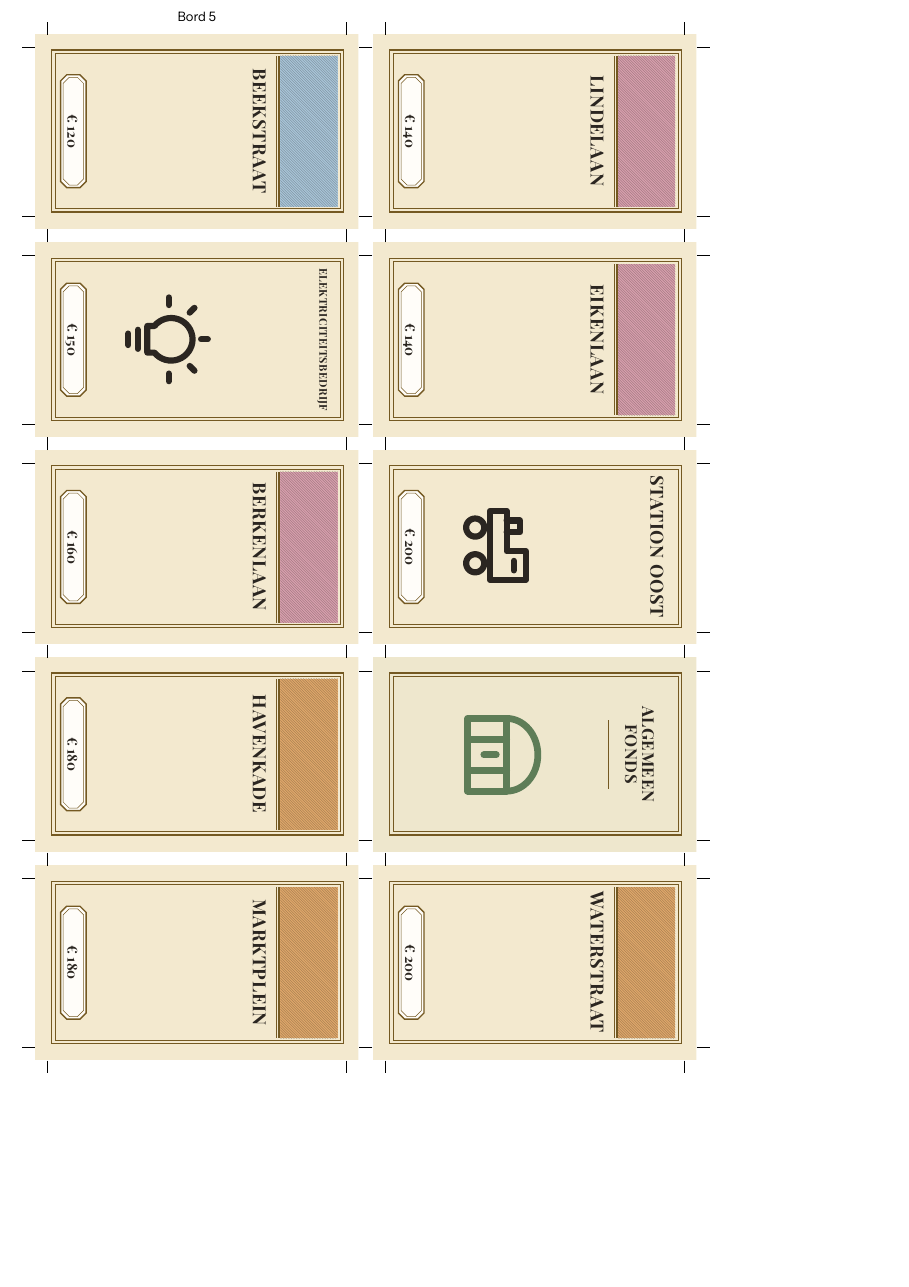 Bord 5
BEEKSTRAAT
€ 120
LINDELAAN
€ 140
ELEKTRICITEITSBEDRIJF
€ 150
EIKENLAAN
€ 140
BERKENLAAN
€ 160
STATION OOST
€ 200
HAVENKADE
€ 180
ALGEMEEN
FONDS
MARKTPLEIN
€ 180
WATERSTRAAT
€ 200